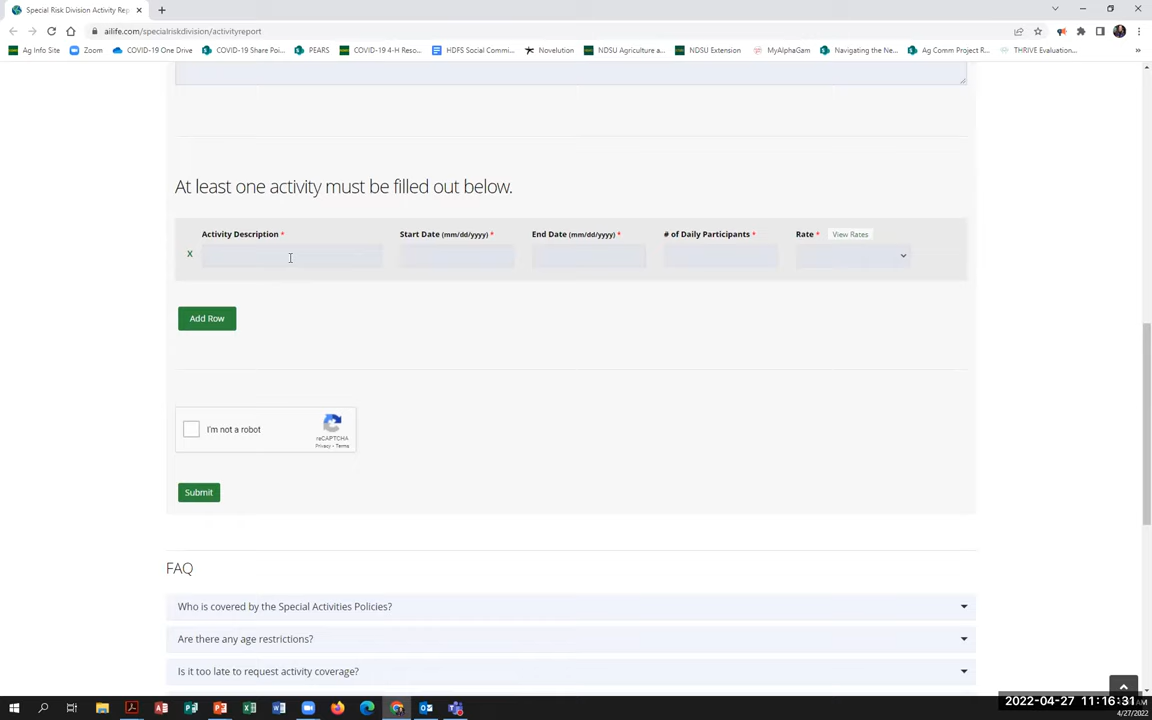 Special Risk Division Activity Rep
ailife.com/specialriskdivision/activityreport
Ag Info Site
Zoom
COVID-19 One Drive
COVID-19 Share Poi...
PEARS
COVID-19 4-H Reso...
HDFS Social Commi...
Novelution
NDSU Agriculture a...
NDSU Extension
MyAlphaGam
Navigating the Ne...
Ag Comm Project R...
THRIVE Evaluation...
»
At least one activity must be filled out below.
Activity Description *
Start Date (mm/dd/yyyy) *
End Date (mm/dd/yyyy) *
# of Daily Participants *
Rate *
View Rates
X
Add Row
I'm not a robot
reCAPTCHA
Privacy - Terms
Submit
FAQ
Who is covered by the Special Activities Policies?
Are there any age restrictions?
Is it too late to request activity coverage?
2022-04-27 11:16:31
4/27/2022